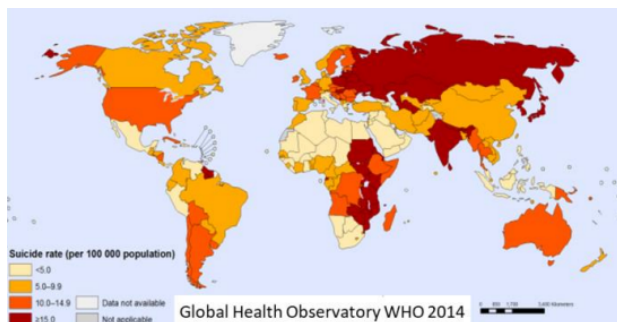 Suicide rate (per 100 000 population)
<5.0
5.0–9.9
10.0–14.9
≥15.0
Data not available
Not applicable
Global Health Observatory WHO 2014